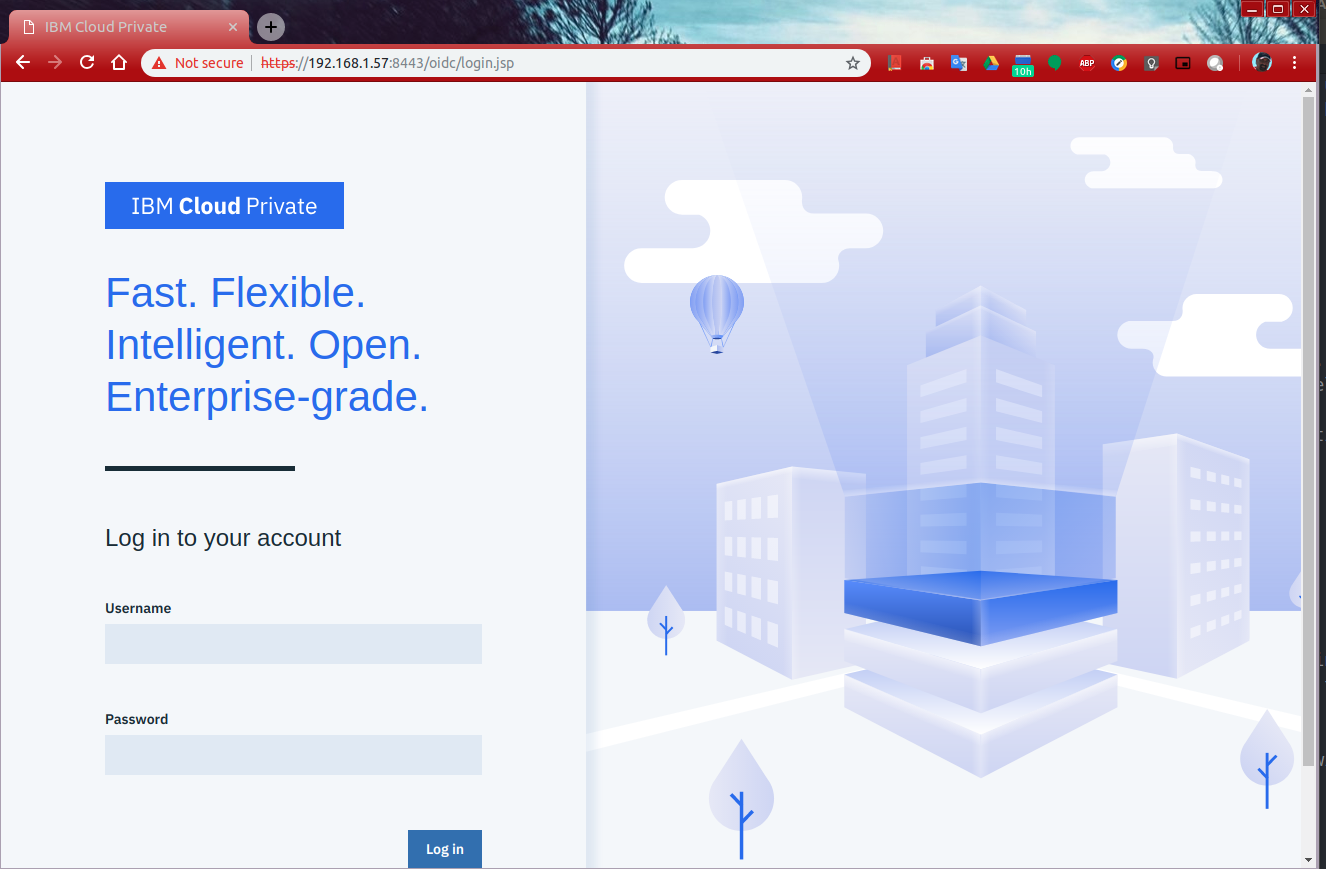 IBM Cloud Private
Not secure
https://192.168.1.57:8443/oidc/login.jsp
10h
ABP
IBM Cloud Private
Fast. Flexible.
Intelligent. Open.
Enterprise-grade.
Log in to your account
Username
Password
Log in